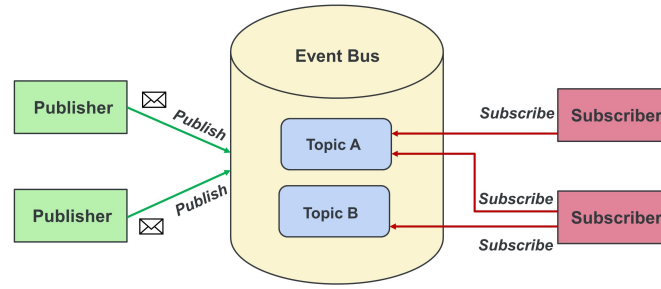 Event Bus
Publisher
Publish
Topic A
Subscribe
Subscriber
Publisher
Publish
Topic B
Subscribe
Subscribe
Subscriber